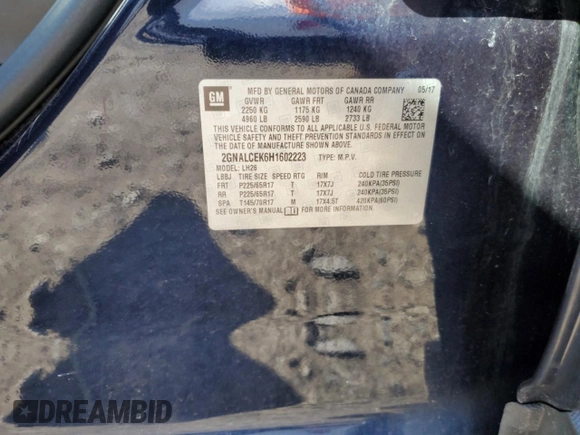 GM
MFD BY GENERAL MOTORS OF CANADA COMPANY 05/17
GVWR GAWR FRT GAWR RR
2250 KG 1175 KG 1240 KG
4960 LB 2590 LB 2733 LB
THIS VEHICLE CONFORMS TO ALL APPLICABLE U.S. FEDERAL MOTOR
VEHICLE SAFETY AND THEFT PREVENTION STANDARDS IN EFFECT ON
THE DATE OF MANUFACTURE SHOWN ABOVE.
2GNALCEK6H1602223 TYPE: M.P.V.
MODEL: LH26
LBBJ TIRE SIZE SPEED RTG RIM COLD TIRE PRESSURE
FRT P225/65R17 T 17X7J 240KPA(35PSI)
RR P225/65R17 T 17X7J 240KPA(35PSI)
SPA T145/70R17 M 17X4.5T 420KPA(60PSI)
SEE OWNER'S MANUAL FOR MORE INFORMATION.
DREAMBID